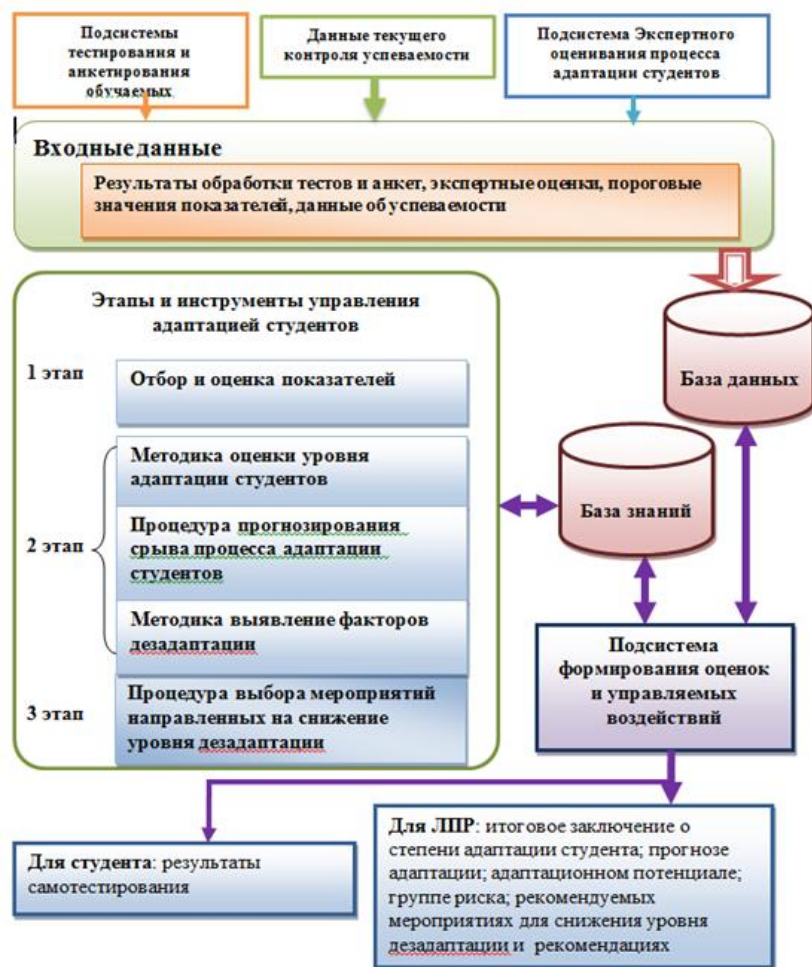 Подсистемы
тестирования и
анкетирования
обучаемых
Данные текущего
контроля успеваемости
Подсистема Экспертного
оценивания процесса
адаптации студентов
Входные данные
Результаты обработки тестов и анкет, экспертные оценки, пороговые
значения показателей, данные об успеваемости
Этапы и инструменты управления
адаптацией студентов
1 этап
Отбор и оценка показателей
2 этап
Методика оценки уровня
адаптации студентов
Процедура прогнозирования
срыва процесса адаптации
студентов
Методика выявление факторов
дезадаптации
3 этап
Процедура выбора мероприятий
направленных на снижение
уровня дезадаптации
База данных
База знаний
Подсистема
формирования оценок
и управляемых
воздействий
Для студента: результаты
самотестирования
Для ЛПР: итоговое заключение о
степени адаптации студента; прогнозе
адаптации; адаптационном потенциале;
группе риска; рекомендуемых
мероприятиях для снижения уровня
дезадаптации и рекомендациях